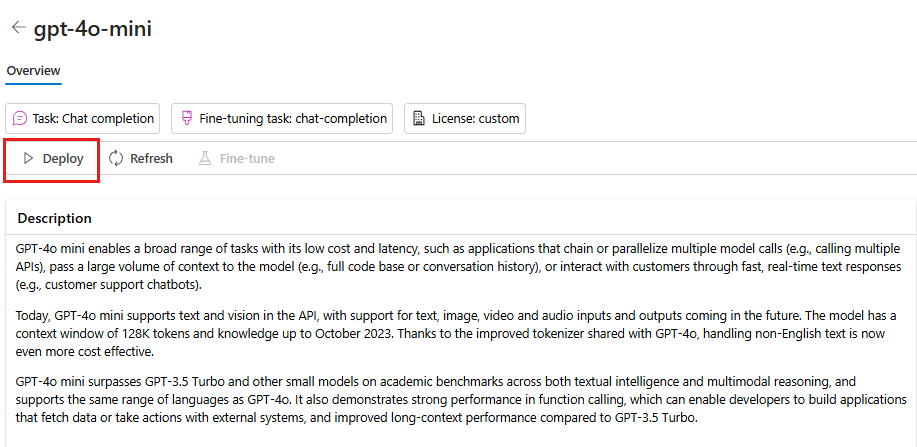 gpt-4o-mini
Overview
Task: Chat completion
Fine-tuning task: chat-completion
License: custom
Deploy
Refresh
Fine-tune
Description
GPT-4o mini enables a broad range of tasks with its low cost and latency, such as applications that chain or parallelize multiple model calls (e.g., calling multiple
APIs), pass a large volume of context to the model (e.g., full code base or conversation history), or interact with customers through fast, real-time text responses
(e.g., customer support chatbots).
Today, GPT-4o mini supports text and vision in the API, with support for text, image, video and audio inputs and outputs coming in the future. The model has a
context window of 128K tokens and knowledge up to October 2023. Thanks to the improved tokenizer shared with GPT-4o, handling non-English text is now
even more cost effective.
GPT-4o mini surpasses GPT-3.5 Turbo and other small models on academic benchmarks across both textual intelligence and multimodal reasoning, and
supports the same range of languages as GPT-4o. It also demonstrates strong performance in function calling, which can enable developers to build applications
that fetch data or take actions with external systems, and improved long-context performance compared to GPT-3.5 Turbo.